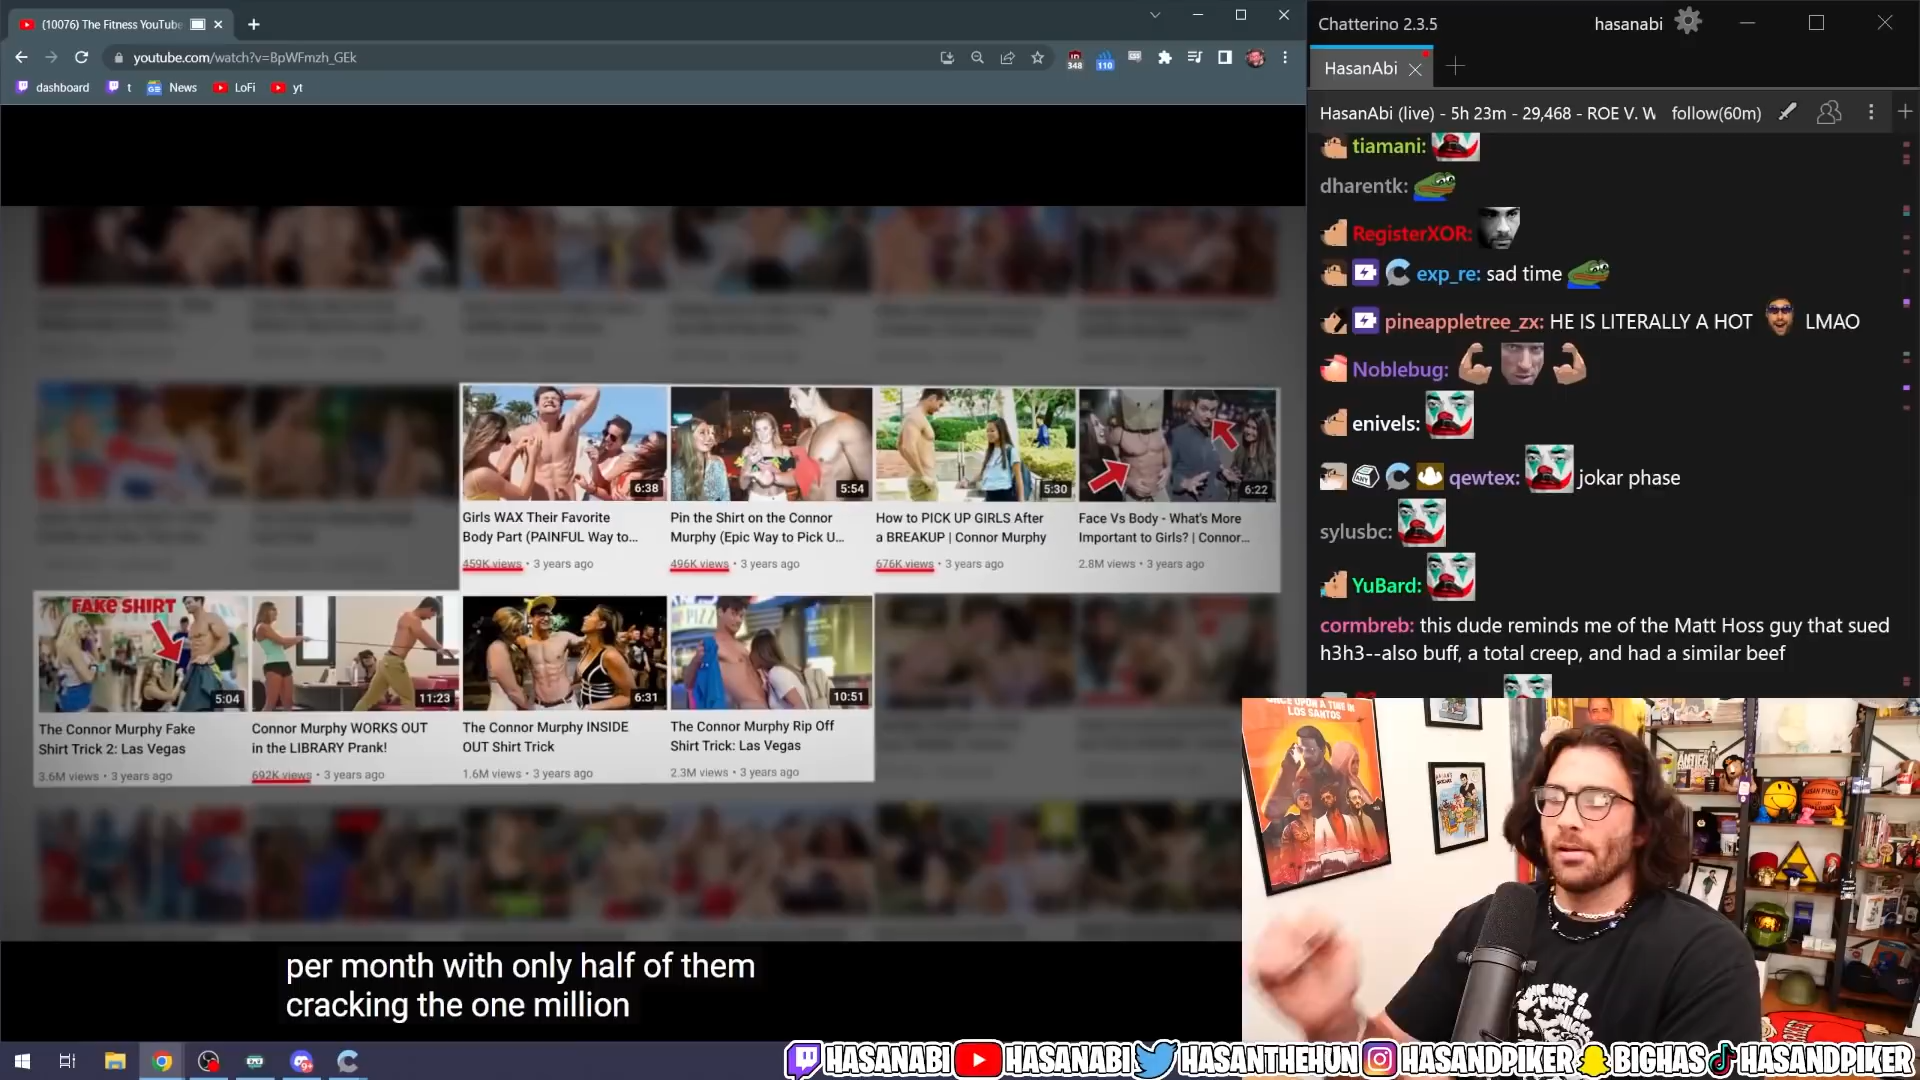 (10076) The Fitness YouTube
youtube.com/watch?v=BpWFmzh_GEk
348
110
dashboard
t
News
LoFi
yt
6:38
5:54
5:30
6:22
Girls WAX Their Favorite
Body Part (PAINFUL Way to...
459K views • 3 years ago
Pin the Shirt on the Connor
Murphy (Epic Way to Pick U...
496K views • 3 years ago
How to PICK UP GIRLS After
a BREAKUP | Connor Murphy
676K views • 3 years ago
Face Vs Body - What's More
Important to Girls? | Connor...
2.8M views • 3 years ago
FAKE SHIRT
5:04
11:23
6:31
10:51
The Connor Murphy Fake
Shirt Trick 2: Las Vegas
3.6M views • 3 years ago
Connor Murphy WORKS OUT
in the LIBRARY Prank!
692K views • 3 years ago
The Connor Murphy INSIDE
OUT Shirt Trick
1.6M views • 3 years ago
The Connor Murphy Rip Off
Shirt Trick: Las Vegas
2.3M views • 3 years ago
per month with only half of them
cracking the one million
Chatterino 2.3.5
hasanabi
HasanAbi
HasanAbi (live) - 5h 23m - 29,468 - ROE V. W
follow(60m)
tiamani:
dharentk:
RegisterXOR:
exp_re: sad time
pineappletree_zx: HE IS LITERALLY A HOT LMAO
Noblebug:
enivels:
qewtex: jokar phase
sylusbc:
YuBard:
cormbreb: this dude reminds me of the Matt Hoss guy that sued
h3h3--also buff, a total creep, and had a similar beef
ONCE UPON A TIME IN
LOS SANTOS
HASANABI
HASANABI
HASANTHEHUN
HASANDPIKER
BIGHAS
HASANDPIKER